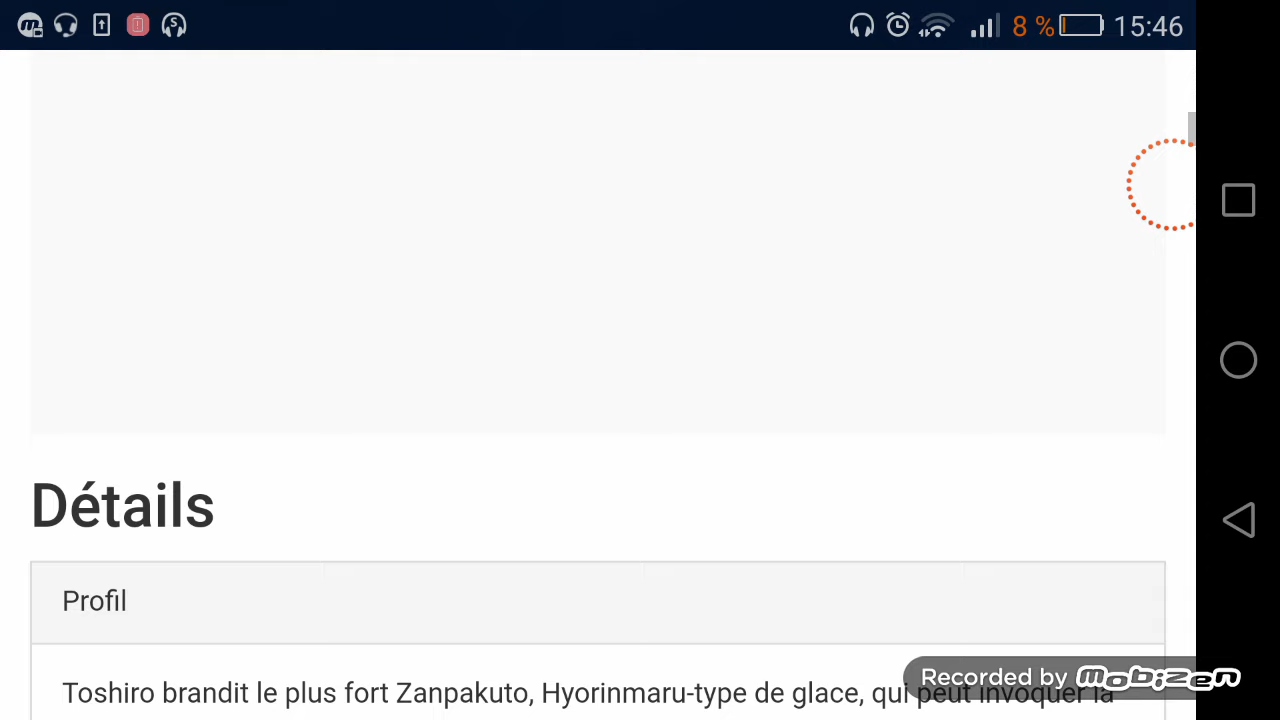 8 % 15:46
Détails
Profil
Toshiro brandit le plus fort Zanpakuto, Hyorinmaru-type de glace, qui peut invoquer la
Recorded by mobizen